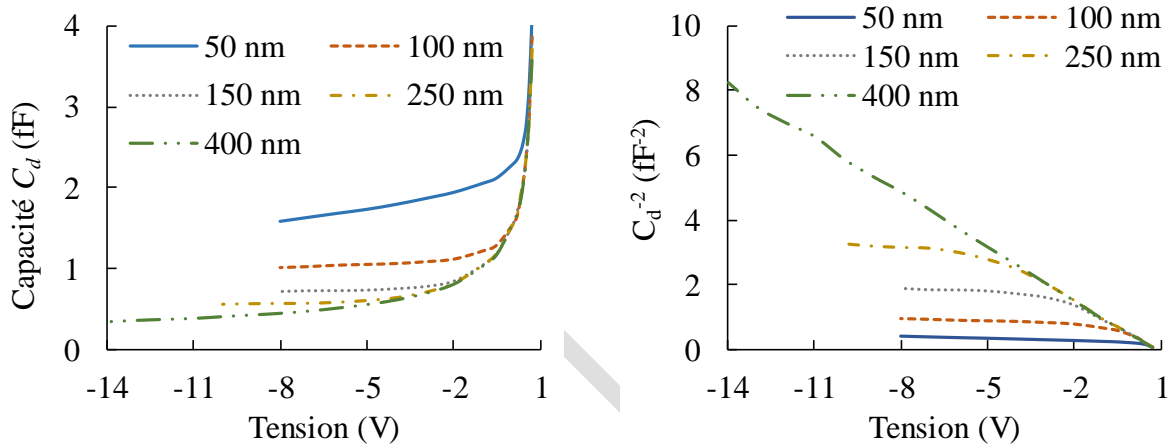 4
3
2
1
0
Capacité C_d (fF)
50 nm
100 nm
150 nm
250 nm
400 nm
-14
-11
-8
-5
-2
1
Tension (V)
10
8
6
4
2
0
C_d^-2 (fF^-2)
50 nm
100 nm
150 nm
250 nm
400 nm
-14
-11
-8
-5
-2
1
Tension (V)